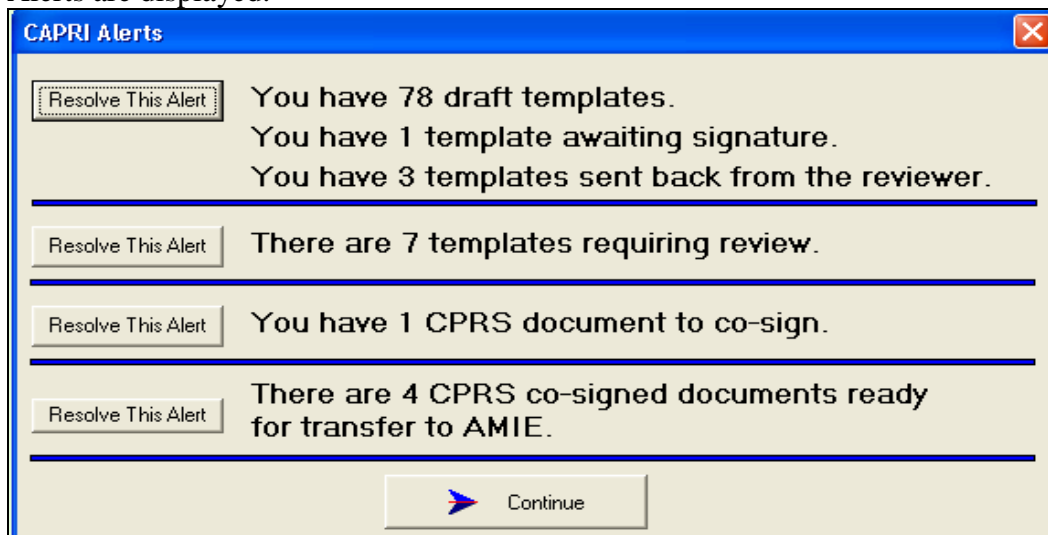 Alerts are displayed.
CAPRI Alerts
Resolve This Alert
You have 78 draft templates.
You have 1 template awaiting signature.
You have 3 templates sent back from the reviewer.
Resolve This Alert
There are 7 templates requiring review.
Resolve This Alert
You have 1 CPRS document to co-sign.
Resolve This Alert
There are 4 CPRS co-signed documents ready
for transfer to AMIE.
Continue